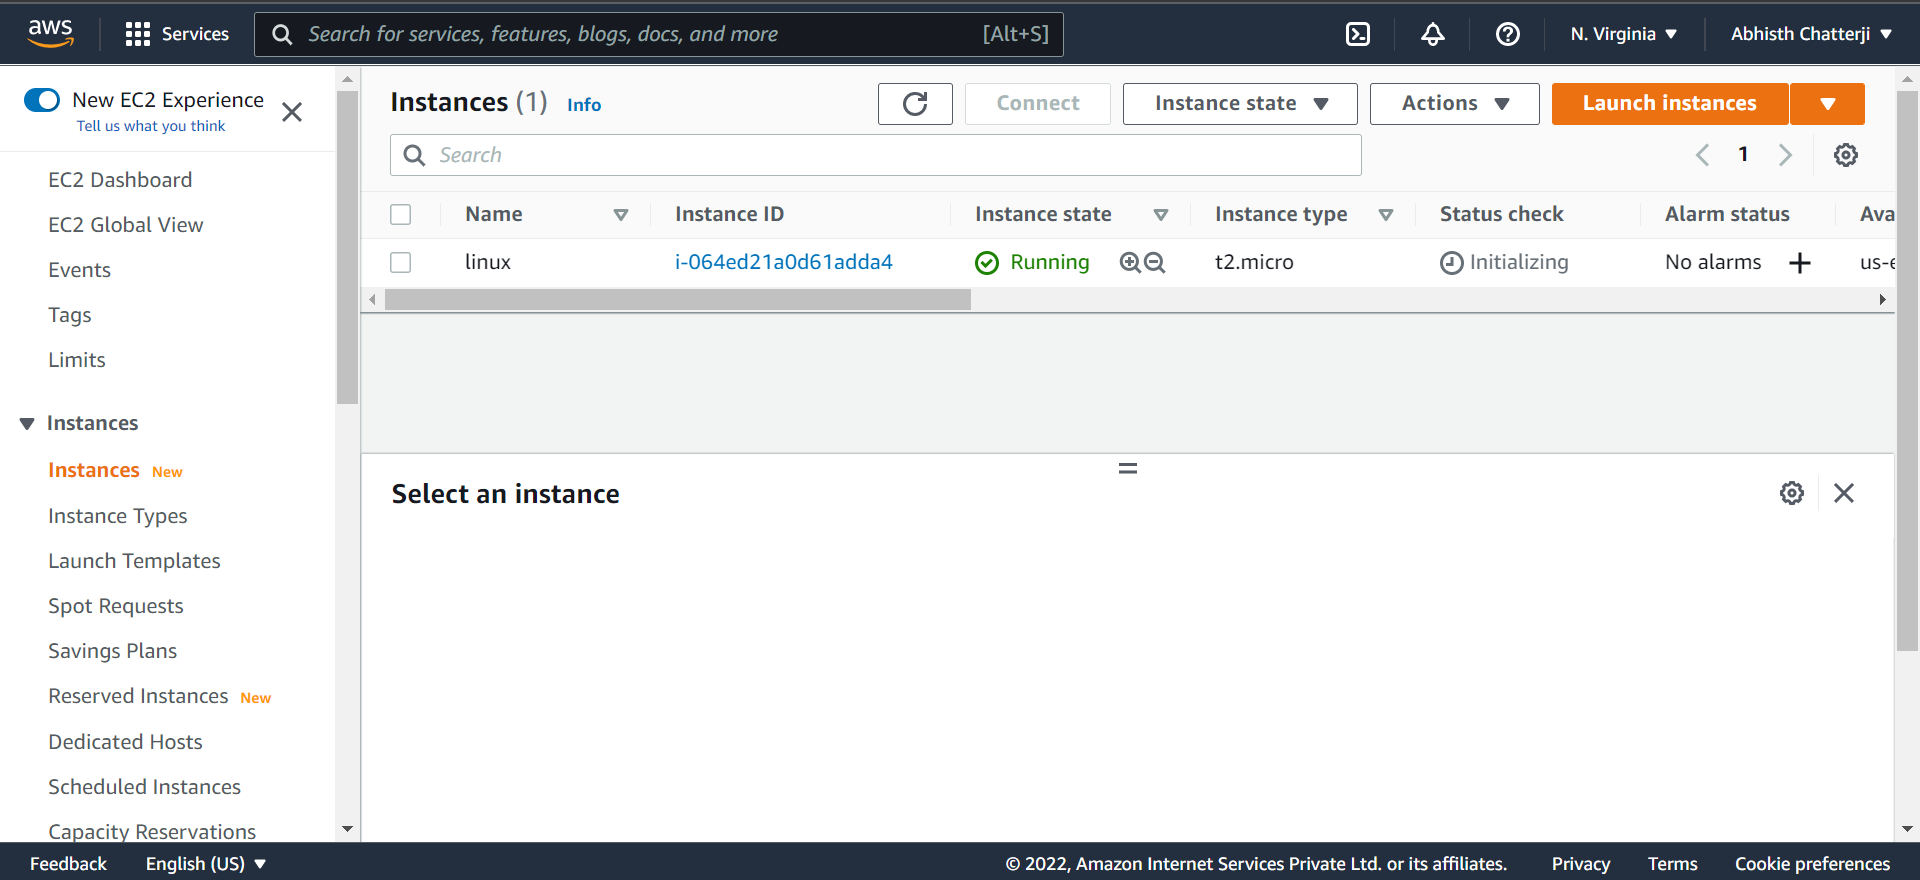 aws Services Search for services, features, blogs, docs, and more [Alt+S] N. Virginia Abhisth Chatterji
New EC2 Experience
Tell us what you think
EC2 Dashboard
EC2 Global View
Events
Tags
Limits
Instances
Instances New
Instance Types
Launch Templates
Spot Requests
Savings Plans
Reserved Instances New
Dedicated Hosts
Scheduled Instances
Capacity Reservations
Instances (1) Info Connect Instance state Actions Launch instances
Search 1
Name Instance ID Instance state Instance type Status check Alarm status Ava
linux i-064ed21a0d61adda4 Running t2.micro Initializing No alarms us-e
Select an instance
Feedback English (US) © 2022, Amazon Internet Services Private Ltd. or its affiliates. Privacy Terms Cookie preferences